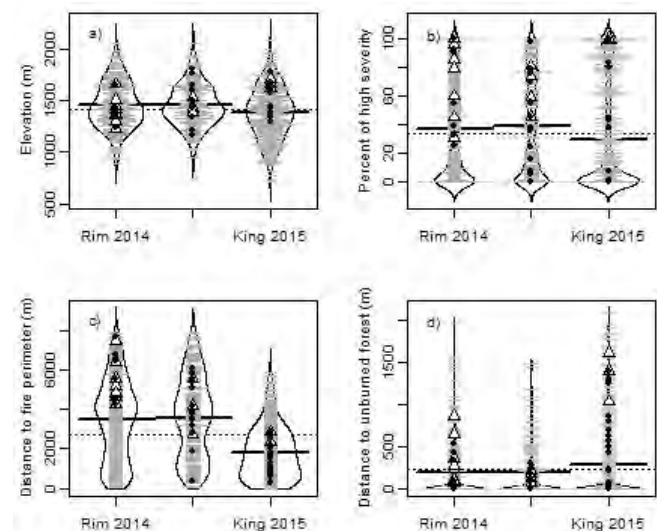 Elevation (m)
2000
1500
1000
500
a)
Rim 2014
King 2015
Percent of high severity
100
60
20
0
b)
Rim 2014
King 2015
Distance to fire perimeter (m)
6000
2000
0
c)
Rim 2014
King 2015
Distance to unburned forest (m)
1500
500
0
d)
Rim 2014
King 2015